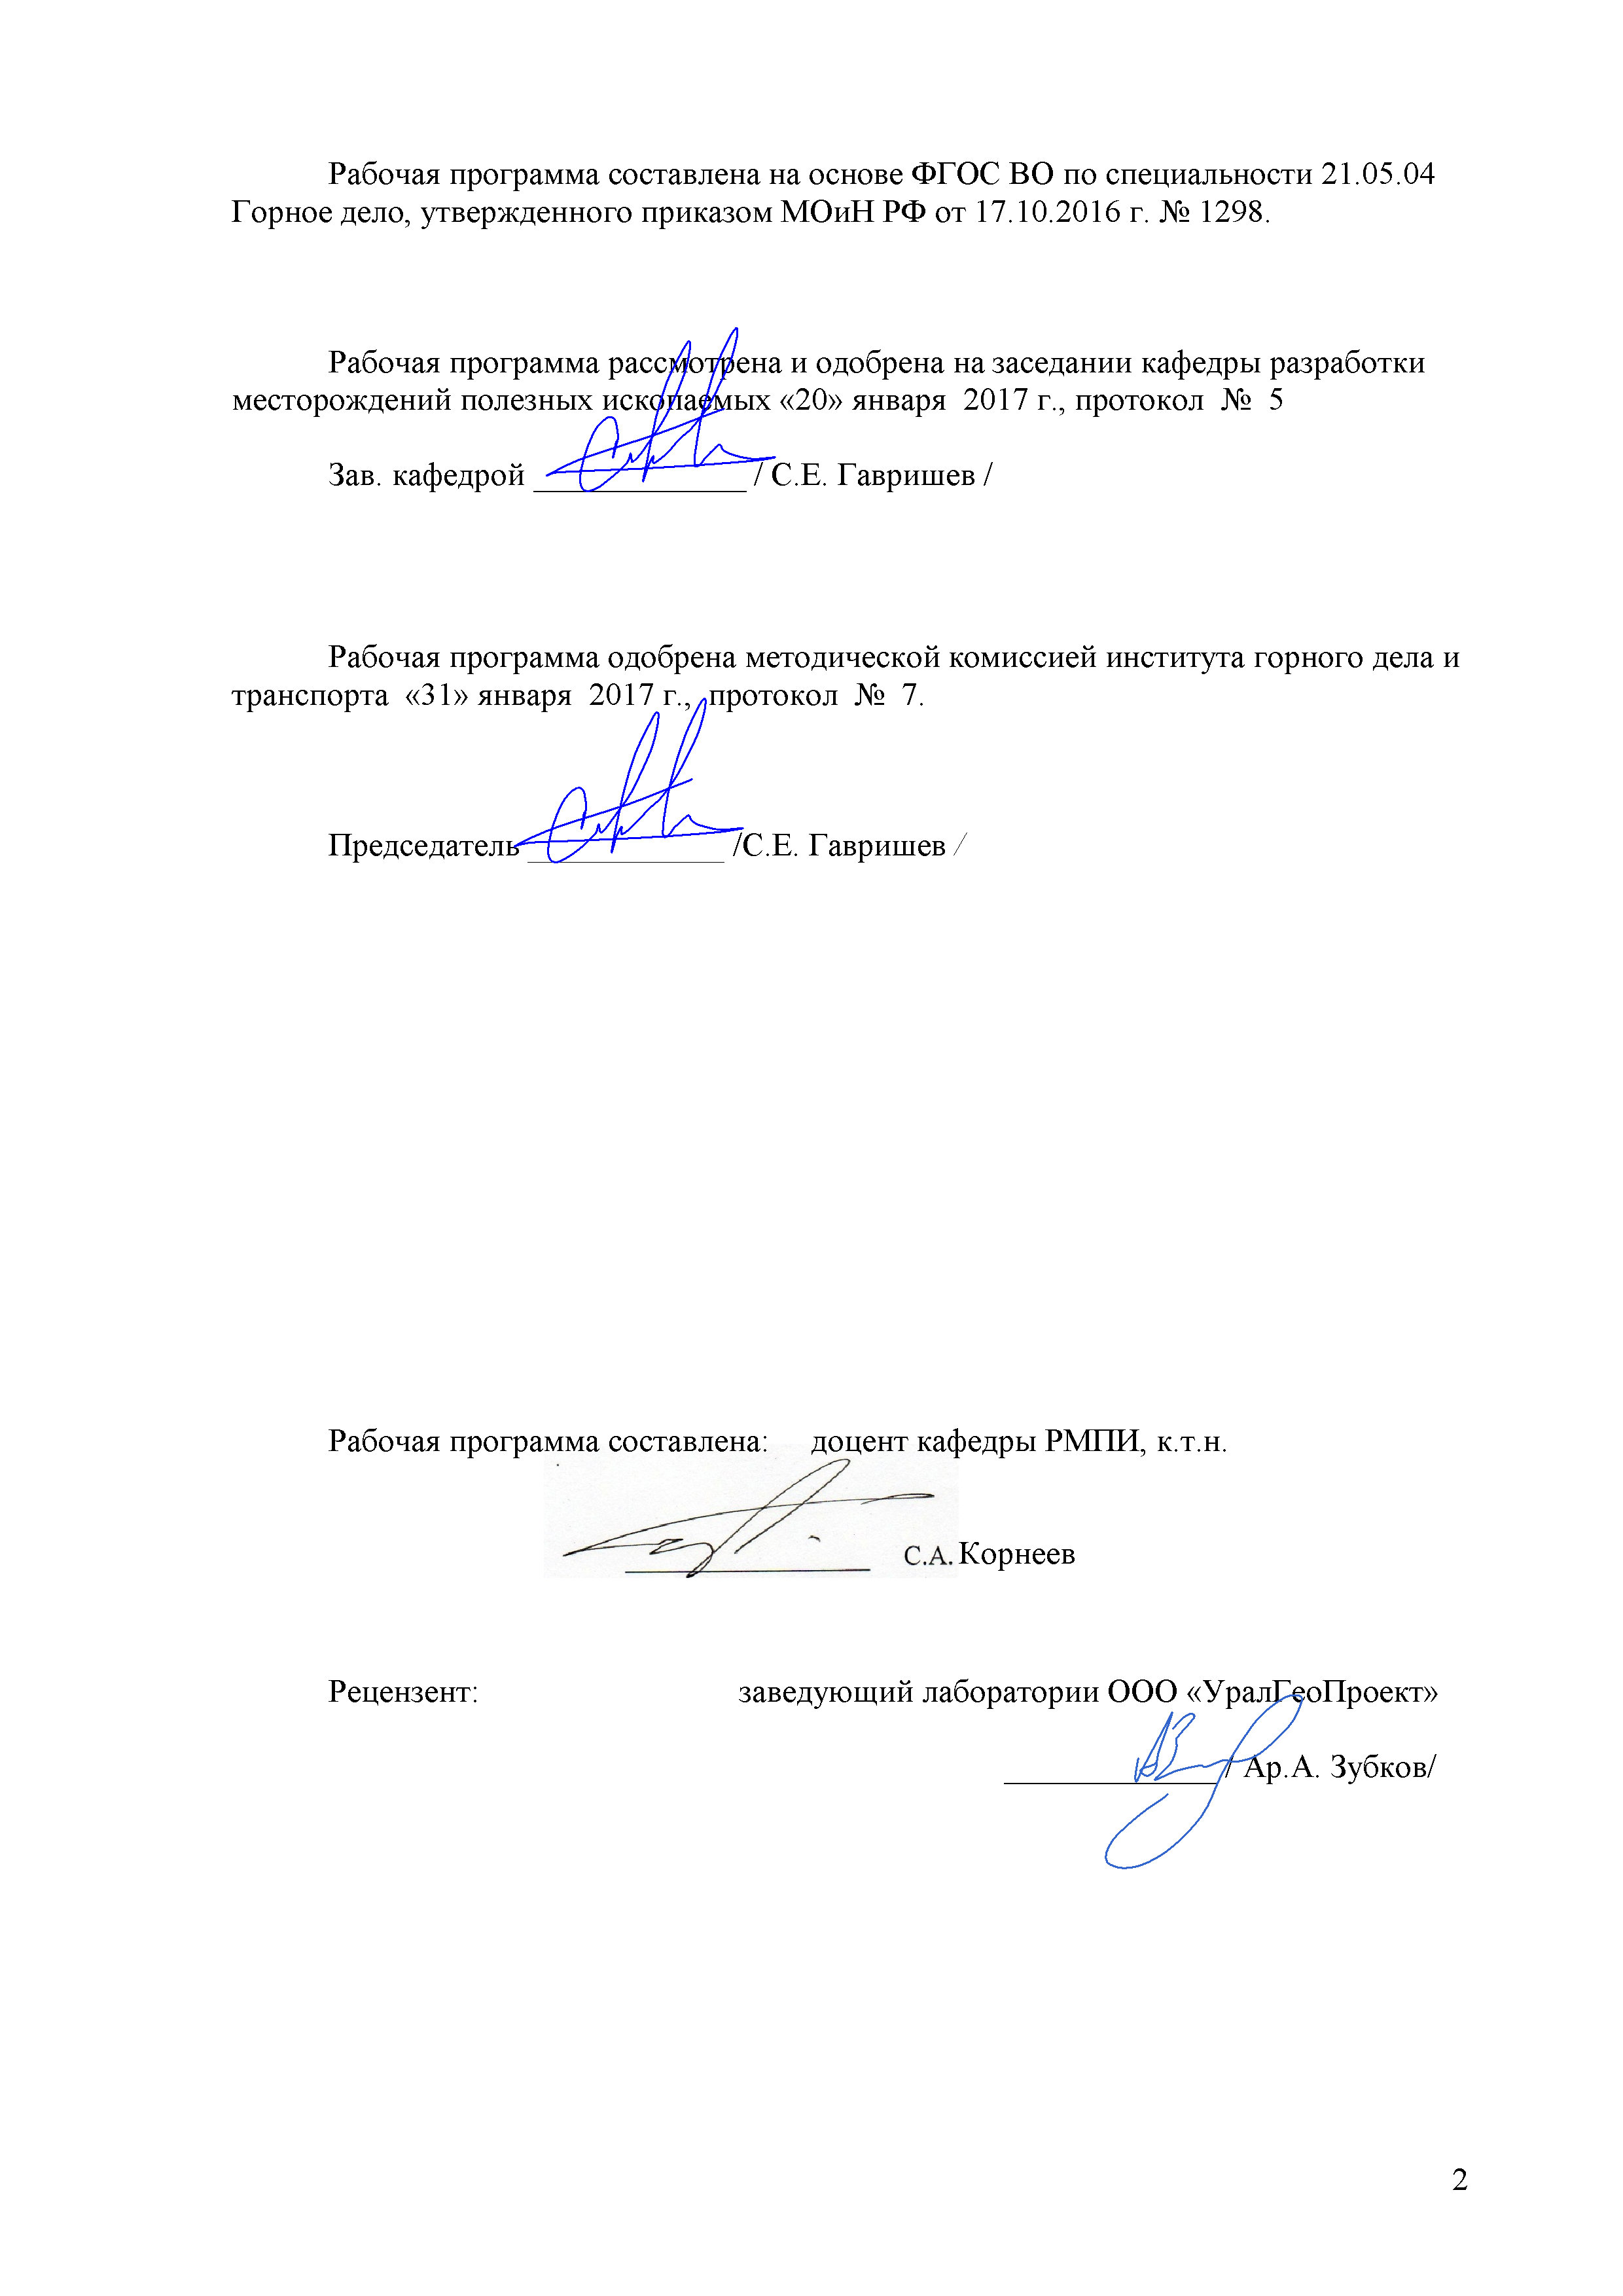 Рабочая программа составлена на основе ФГОС ВО по специальности 21.05.04
Горное дело, утвержденного приказом МОиН РФ от 17.10.2016 г. № 1298.
Рабочая программа рассмотрена и одобрена на заседании кафедры разработки
месторождений полезных ископаемых «20» января 2017 г., протокол № 5
Зав. кафедрой _____________ / С.Е. Гавришев /
Рабочая программа одобрена методической комиссией института горного дела и
транспорта «31» января 2017 г., протокол № 7.
Председатель ____________ /С.Е. Гавришев /
Рабочая программа составлена: доцент кафедры РМПИ, к.т.н.
_______________ С.А. Корнеев
Рецензент: заведующий лаборатории ООО «УралГеоПроект»
_____________ / Ар.А. Зубков/
2